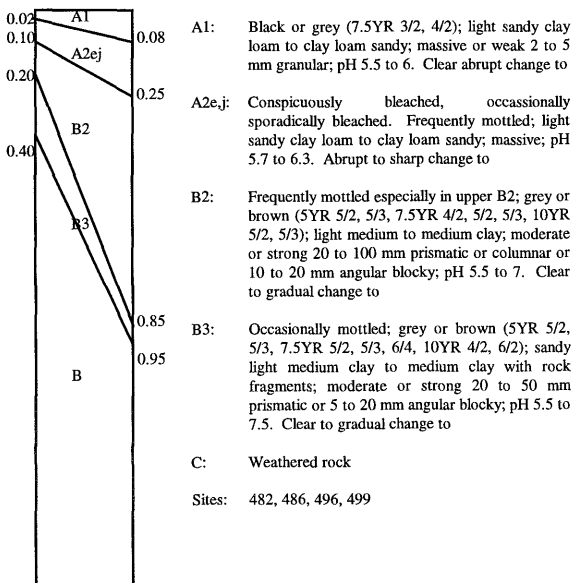 0.02
A1
0.08
0.10
A2ej
0.20
0.25
B2
0.40
B3
0.85
0.95
B
A1: Black or grey (7.5YR 3/2, 4/2); light sandy clay
loam to clay loam sandy; massive or weak 2 to 5
mm granular; pH 5.5 to 6. Clear abrupt change to
A2e,j: Conspicuously bleached, occassionally
sporadically bleached. Frequently mottled; light
sandy clay loam to clay loam sandy; massive; pH
5.7 to 6.3. Abrupt to sharp change to
B2: Frequently mottled especially in upper B2; grey or
brown (5YR 5/2, 5/3, 7.5YR 4/2, 5/2, 5/3, 10YR
5/2, 5/3); light medium to medium clay; moderate
or strong 20 to 100 mm prismatic or columnar or
10 to 20 mm angular blocky; pH 5.5 to 7. Clear
to gradual change to
B3: Occasionally mottled; grey or brown (5YR 5/2,
5/3, 7.5YR 5/2, 5/3, 6/4, 10YR 4/2, 6/2); sandy
light medium clay to medium clay with rock
fragments; moderate or strong 20 to 50 mm
prismatic or 5 to 20 mm angular blocky; pH 5.5 to
7.5. Clear to gradual change to
C: Weathered rock
Sites: 482, 486, 496, 499